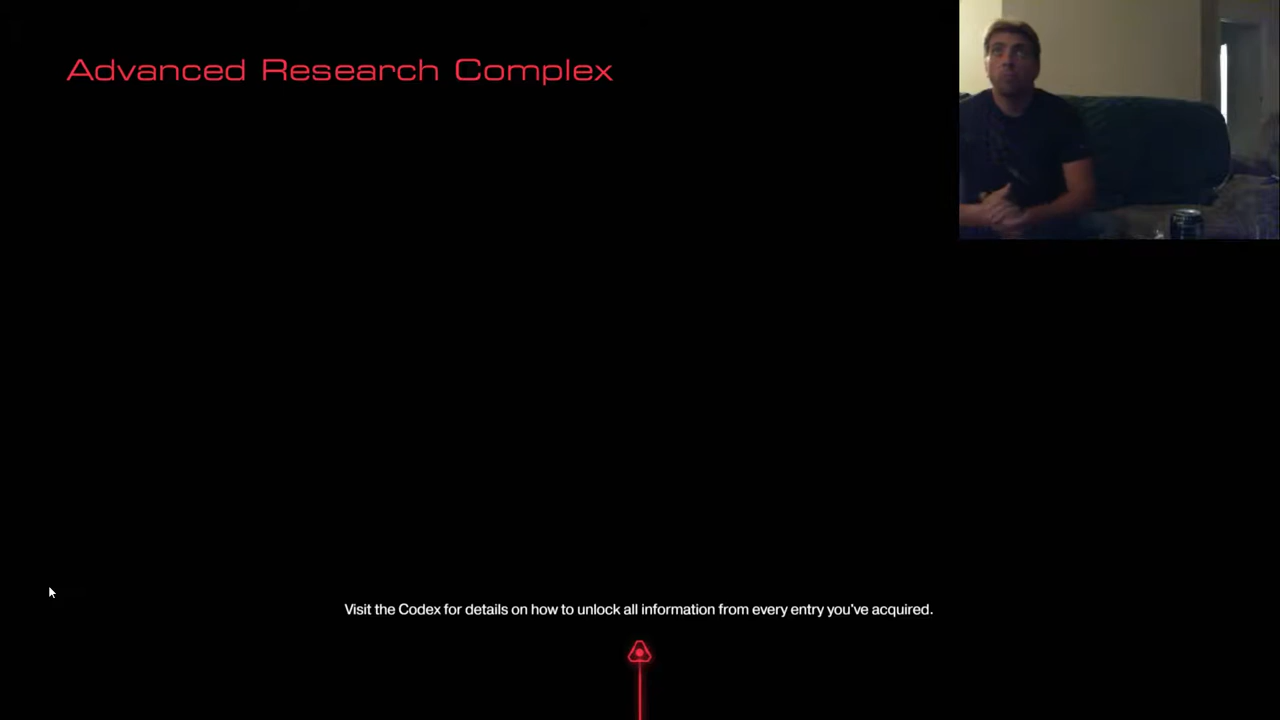 Advanced Research Complex
Visit the Codex for details on how to unlock all information from every entry you've acquired.